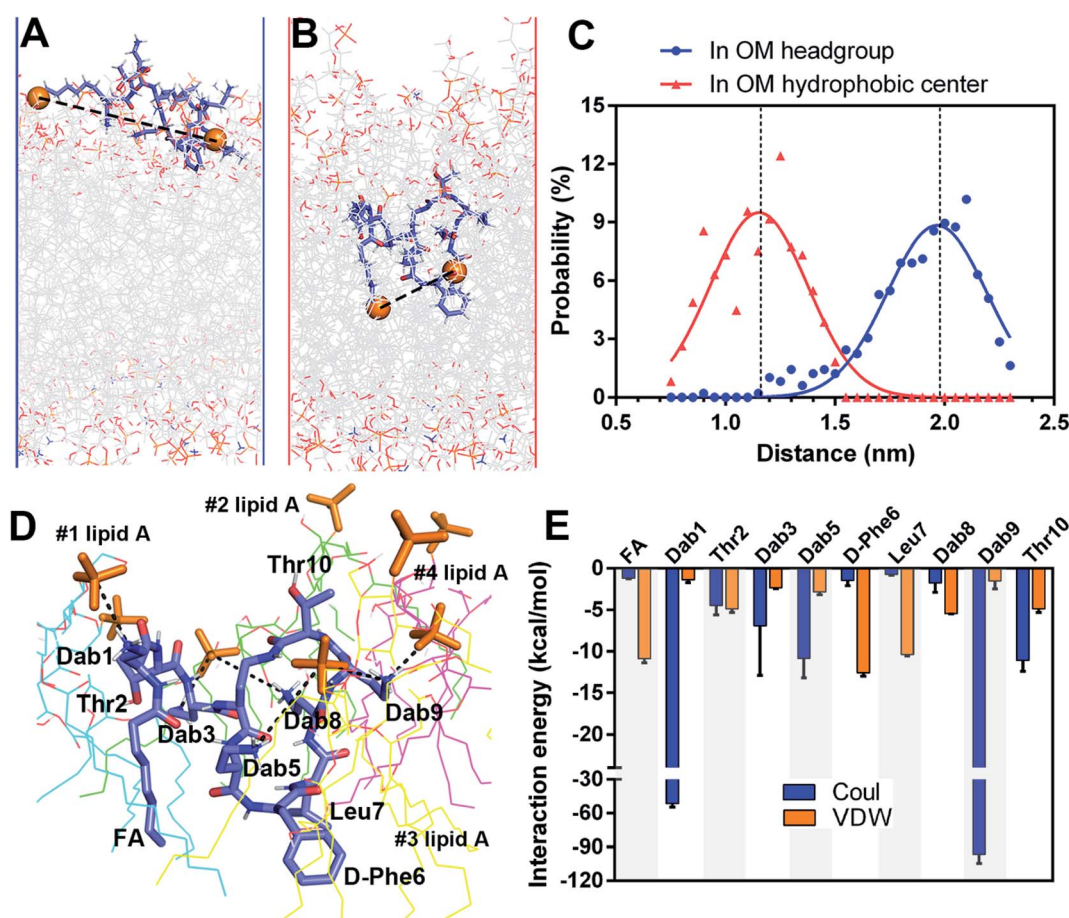 A
B
C
In OM headgroup
In OM hydrophobic center
15
12
9
6
3
0
Probability (%)
0.5 1.0 1.5 2.0 2.5
Distance (nm)
D
#1 lipid A
#2 lipid A
Thr10
#4 lipid A
Dab1
Thr2
Dab3
Dab8
Dab9
Dab5
Leu7
FA
#3 lipid A
D-Phe6
E
FA Dab1 Thr2 Dab3 Dab5 D-Phe6 Leu7 Dab8 Dab9 Thr10
0
-5
-10
-15
-20
-30
-60
-90
-120
Interaction energy (kcal/mol)
Coul
VDW